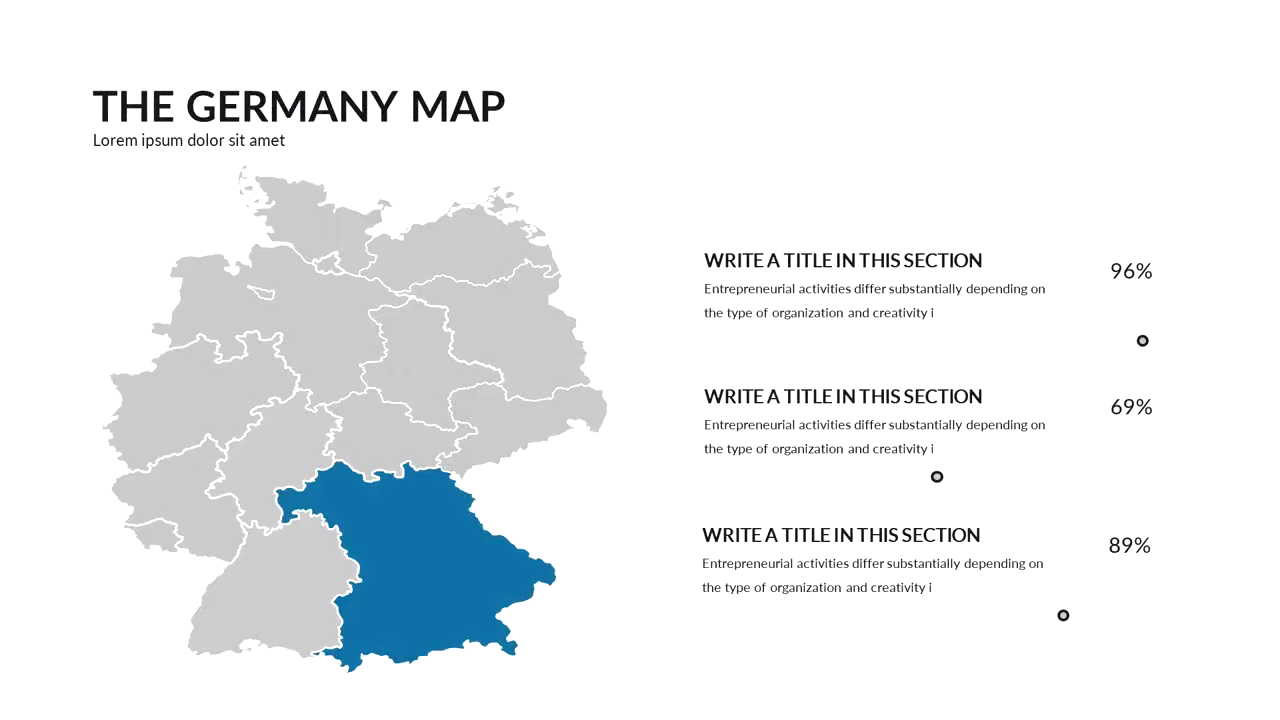 THE GERMANY MAP
Lorem ipsum dolor sit amet
WRITE A TITLE IN THIS SECTION
96%
Entrepreneurial activities differ substantially depending on
the type of organization and creativity i
WRITE A TITLE IN THIS SECTION
69%
Entrepreneurial activities differ substantially depending on
the type of organization and creativity i
WRITE A TITLE IN THIS SECTION
89%
Entrepreneurial activities differ substantially depending on
the type of organization and creativity i